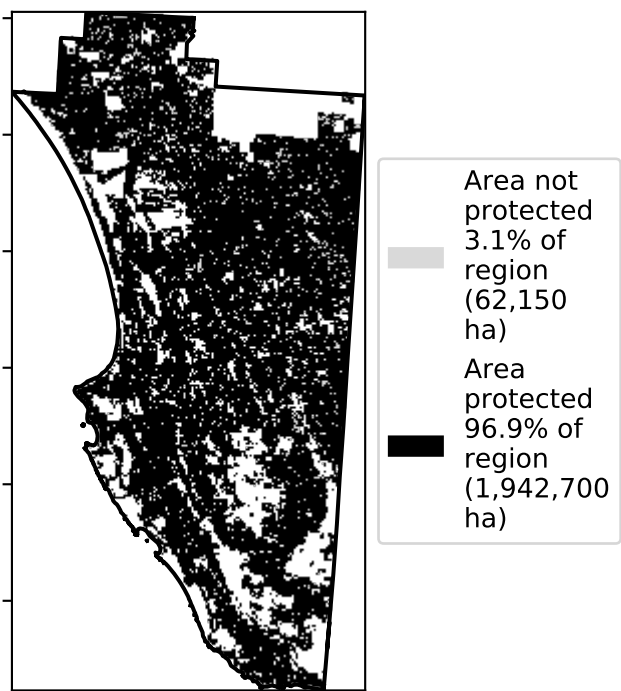 Area not
protected
3.1% of
region
(62,150
ha)
Area
protected
96.9% of
region
(1,942,700
ha)